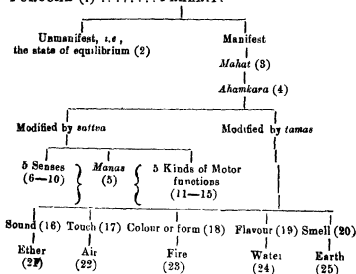 Unmanifest, i.e., Manifest
the state of equilibrium (2)
Mahat (3)
Ahamkara (4)
Modified by sattva Modified by tamas
5 Senses Manas 5 Kinds of Motor
(6—10) (5) functions
(11—15)
Sound (16) Touch (17) Colour or form (18) Flavour (19) Smell (20)
Ether Air Fire Water Earth
(21) (22) (23) (24) (25)